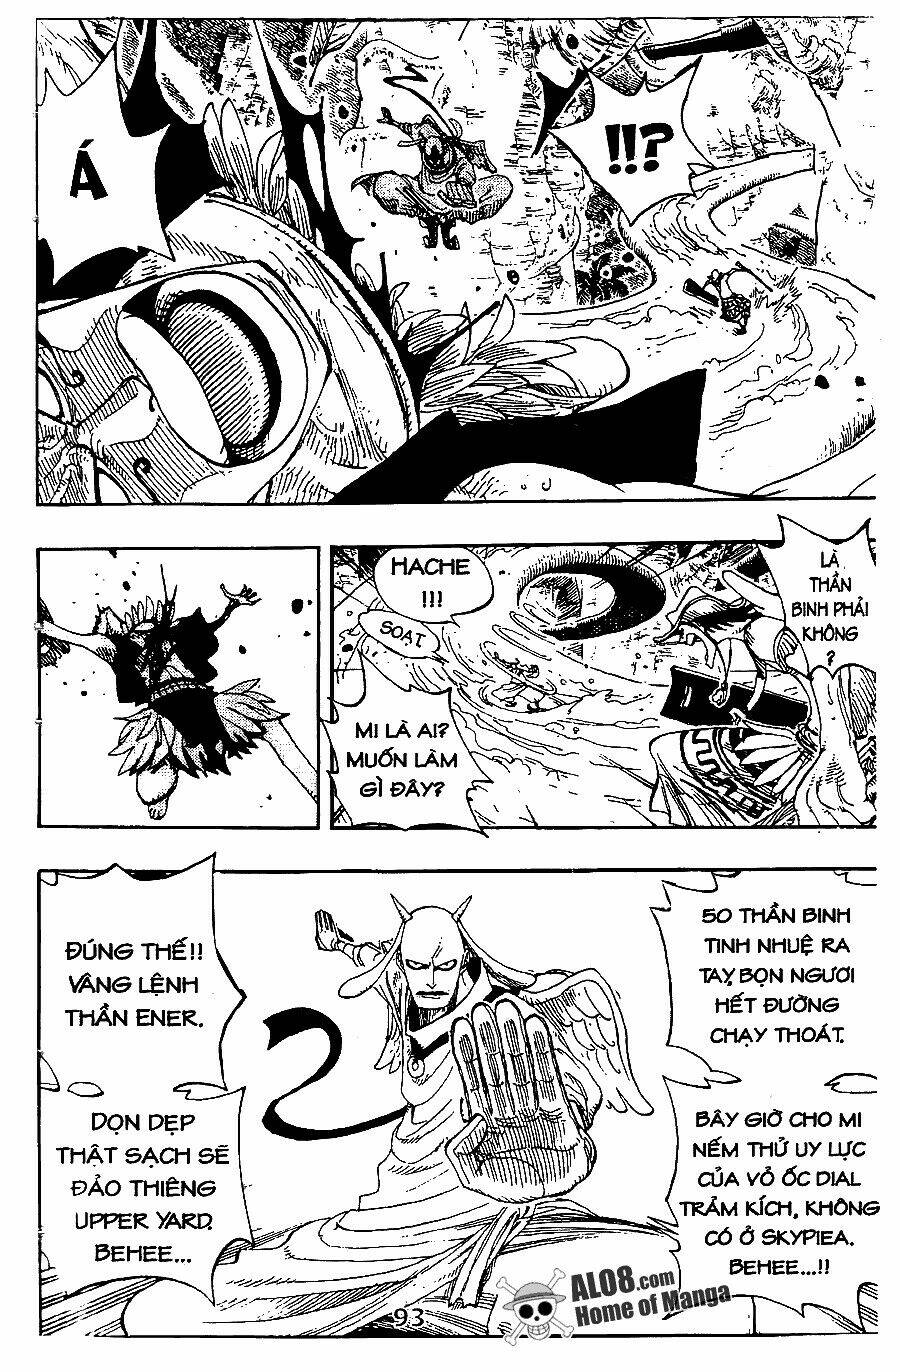 !!?
Á
LÀ
THẦN
BINH PHẢI
KHÔNG
?
HACHE
!!!
SOẠT
MI LÀ AI?
MUỐN LÀM
GÌ ĐÂY?
50 THẦN BINH
TINH NHUỆ RA
TAY, BỌN NGƯƠI
HẾT ĐƯỜNG
CHẠY THOÁT.
ĐÚNG THẾ!!
VÂNG LỆNH
THẦN ENER.
BÂY GIỜ CHO MI
NẾM THỬ UY LỰC
CỦA VỎ ỐC DIAL
TRẢM KÍCH, KHÔNG
CÓ Ở SKYPIEA.
BEHEE...!!
DỌN DẸP
THẬT SẠCH SẼ
ĐẢO THIÊNG
UPPER YARD.
BEHEE...
93
ALO8.com
Home of Manga